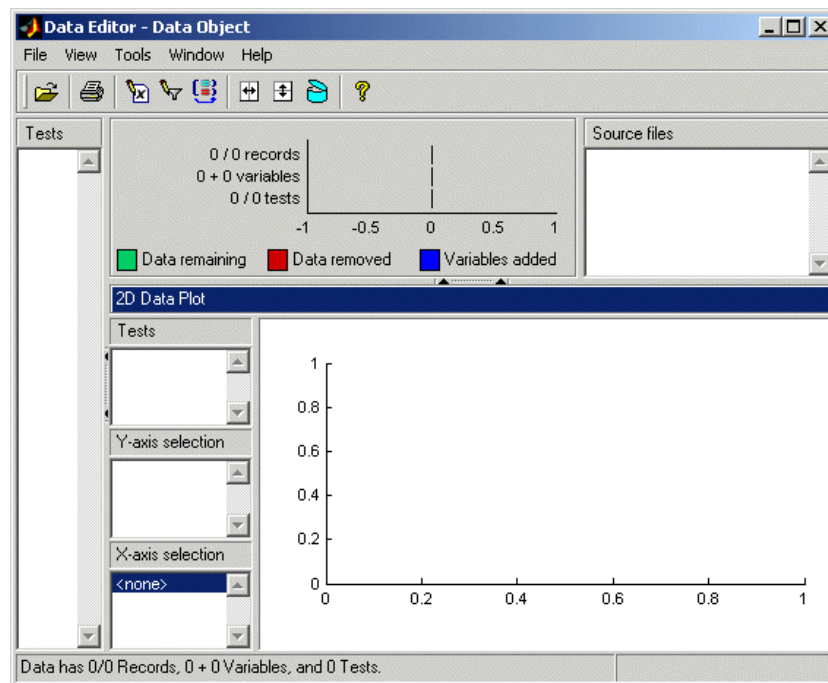 Data Editor - Data Object
File View Tools Window Help
Tests
0 / 0 records
0 + 0 variables
0 / 0 tests
-1 -0.5 0 0.5 1
Data remaining Data removed Variables added
Source files
2D Data Plot
Tests
Y-axis selection
X-axis selection
<none>
1
0.8
0.6
0.4
0.2
0
0 0.2 0.4 0.6 0.8 1
Data has 0/0 Records, 0 + 0 Variables, and 0 Tests.